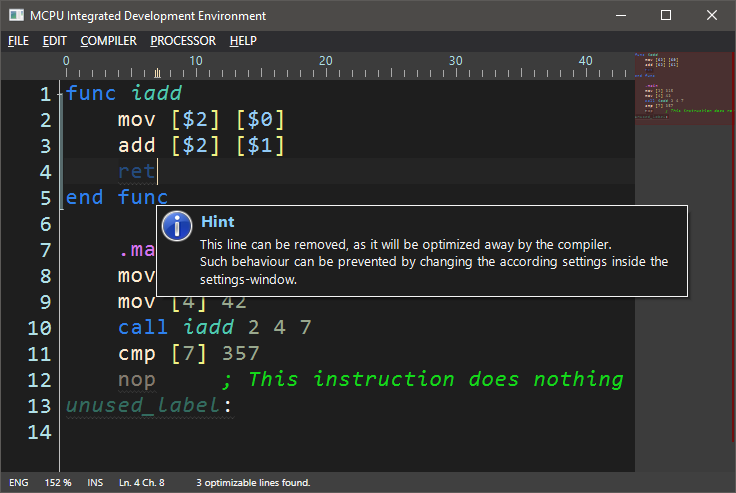 MCPU Integrated Development Environment
FILE EDIT COMPILER PROCESSOR HELP
0 10 20 30 40
1 func iadd
2 mov [$2] [$0]
3 add [$2] [$1]
4 ret
5 end func
6
Hint
This line can be removed, as it will be optimized away by the compiler.
Such behaviour can be prevented by changing the according settings inside the
settings-window.
7 .ma
8 mov
9 mov [4] 42
10 call iadd 2 4 7
11 cmp [7] 357
12 nop ; This instruction does nothing
13 unused_label:
14
ENG 152 % INS Ln. 4 Ch. 8 3 optimizable lines found.